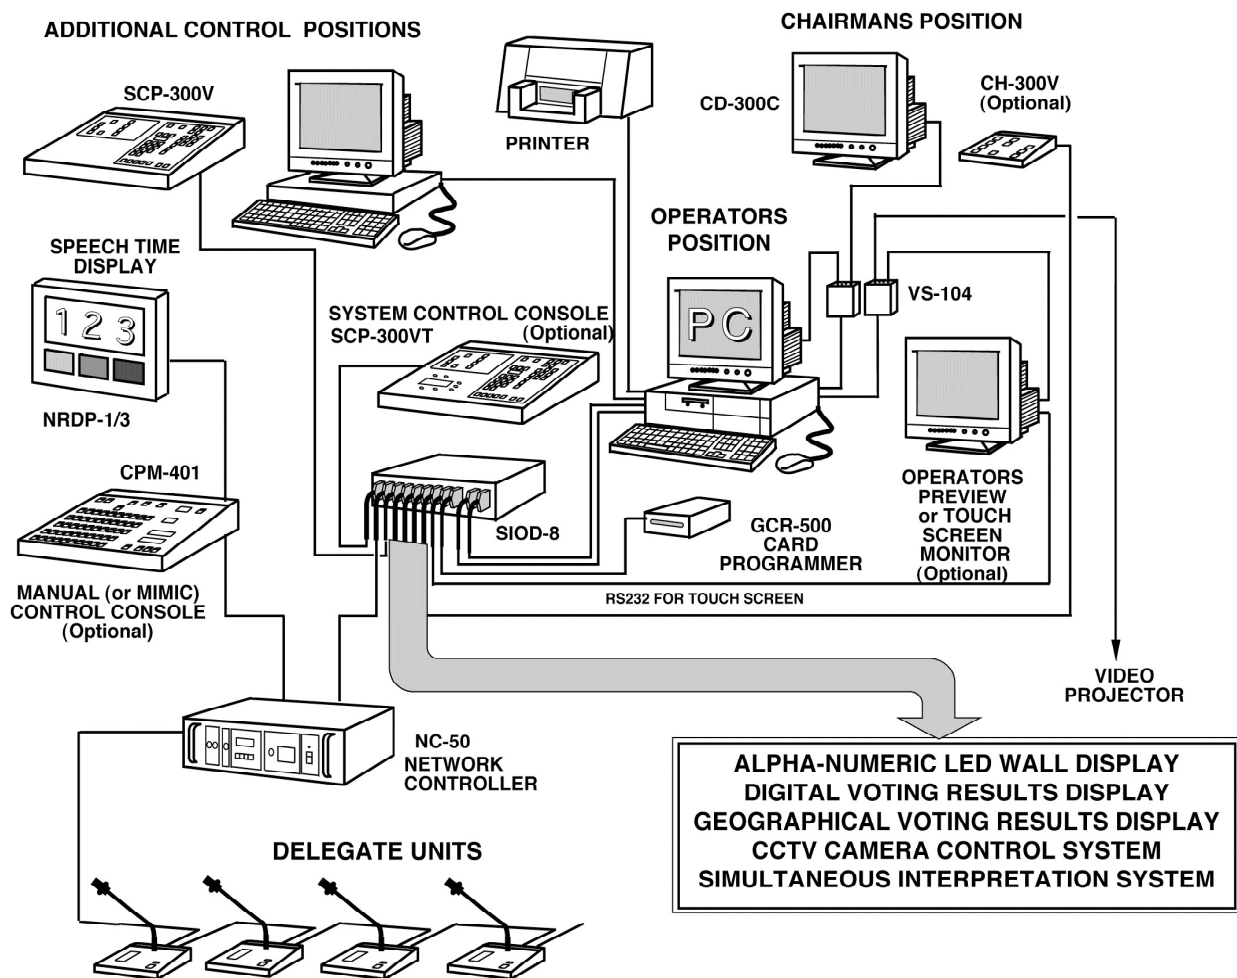 ADDITIONAL CONTROL POSITIONS
CHAIRMANS POSITION
SCP-300V
PRINTER
CD-300C
CH-300V
(Optional)
OPERATORS
POSITION
SPEECH TIME
DISPLAY
1 2 3
NRDP-1/3
SYSTEM CONTROL CONSOLE
SCP-300VT
(Optional)
PC
VS-104
CPM-401
MANUAL (or MIMIC)
CONTROL CONSOLE
(Optional)
SIOD-8
GCR-500
CARD
PROGRAMMER
OPERATORS
PREVIEW
or TOUCH
SCREEN
MONITOR
(Optional)
RS232 FOR TOUCH SCREEN
VIDEO
PROJECTOR
NC-50
NETWORK
CONTROLLER
ALPHA-NUMERIC LED WALL DISPLAY
DIGITAL VOTING RESULTS DISPLAY
GEOGRAPHICAL VOTING RESULTS DISPLAY
CCTV CAMERA CONTROL SYSTEM
SIMULTANEOUS INTERPRETATION SYSTEM
DELEGATE UNITS